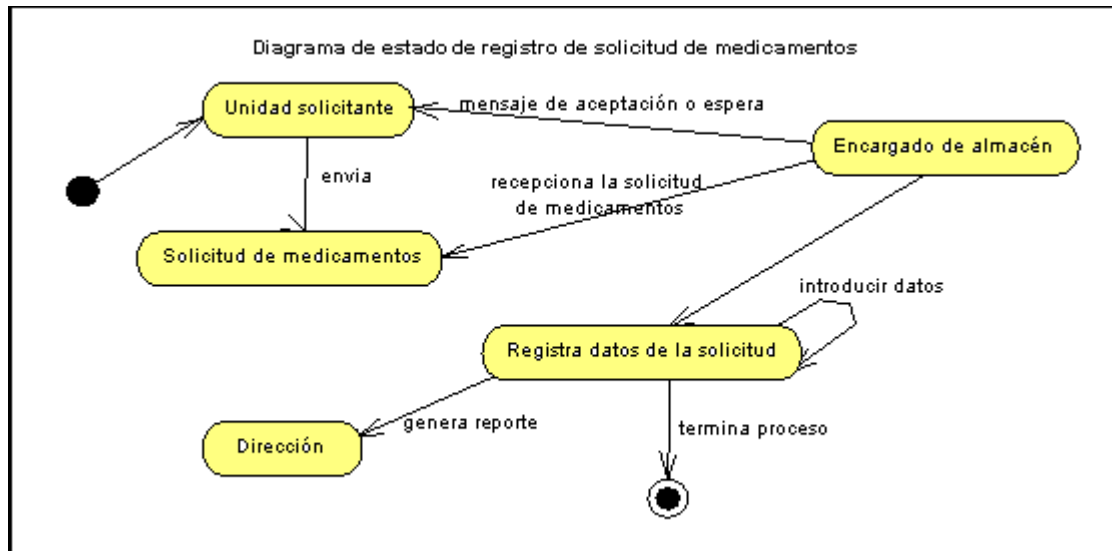 Diagrama de estado de registro de solicitud de medicamentos
Unidad solicitante
mensaje de aceptación o espera
Encargado de almacén
envia
recepciona la solicitud
de medicamentos
Solicitud de medicamentos
introducir datos
Registra datos de la solicitud
genera reporte
termina proceso
Dirección